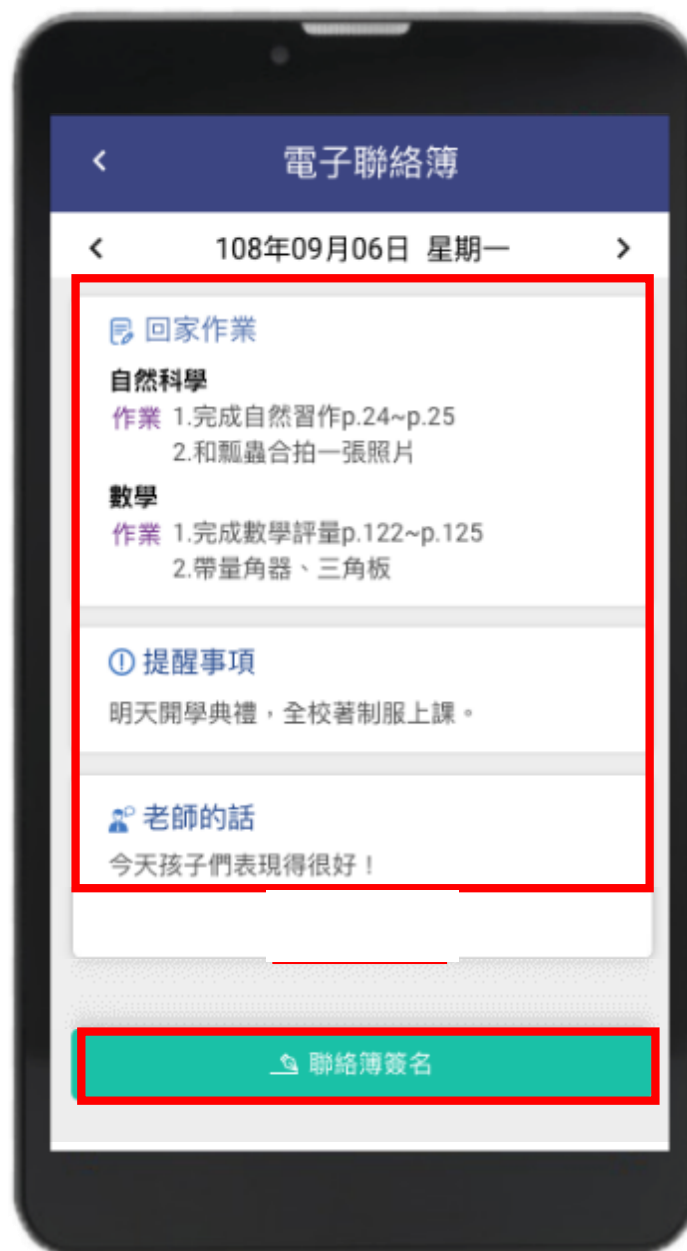 電子聯絡簿
108年09月06日 星期一
回家作業
自然科學
作業 1.完成自然習作p.24~p.25
2.和瓢蟲合拍一張照片
數學
作業 1.完成數學評量p.122~p.125
2.帶量角器、三角板
提醒事項
明天開學典禮，全校著制服上課。
老師的話
今天孩子們表現得很好！
聯絡簿簽名